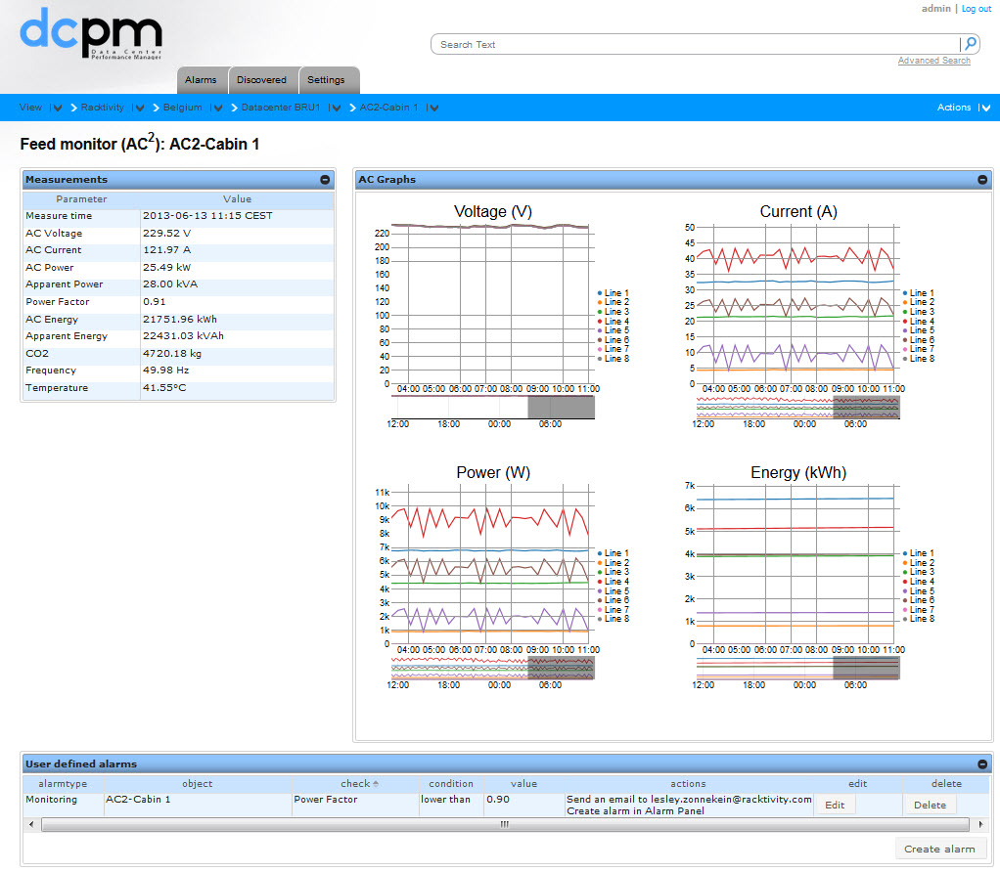 admin | Log out
dcpm
Data Center
Performance Manager
Search Text
Advanced Search
Alarms Discovered Settings
View Racktivity Belgium Datacenter BRU1 AC2-Cabin 1 Actions
Feed monitor (AC²): AC2-Cabin 1
Measurements
Parameter Value
Measure time 2013-06-13 11:15 CEST
AC Voltage 229.52 V
AC Current 121.97 A
AC Power 25.49 kW
Apparent Power 28.00 kVA
Power Factor 0.91
AC Energy 21751.96 kWh
Apparent Energy 22431.03 kVAh
CO2 4720.18 kg
Frequency 49.98 Hz
Temperature 41.55°C
AC Graphs
Voltage (V)
220
200
180
160
140
120
100
80
60
40
20
0
04:00 05:00 06:00 07:00 08:00 09:00 10:00 11:00
12:00 18:00 00:00 06:00
Line 1
Line 2
Line 3
Line 4
Line 5
Line 6
Line 7
Line 8
Current (A)
50
45
40
35
30
25
20
15
10
5
0
04:00 05:00 06:00 07:00 08:00 09:00 10:00 11:00
12:00 18:00 00:00 06:00
Line 1
Line 2
Line 3
Line 4
Line 5
Line 6
Line 7
Line 8
Power (W)
11k
10k
9k
8k
7k
6k
5k
4k
3k
2k
1k
0
04:00 05:00 06:00 07:00 08:00 09:00 10:00 11:00
12:00 18:00 00:00 06:00
Line 1
Line 2
Line 3
Line 4
Line 5
Line 6
Line 7
Line 8
Energy (kWh)
7k
6k
5k
4k
3k
2k
1k
0
04:00 05:00 06:00 07:00 08:00 09:00 10:00 11:00
12:00 18:00 00:00 06:00
Line 1
Line 2
Line 3
Line 4
Line 5
Line 6
Line 7
Line 8
User defined alarms
alarmtype object check condition value actions edit delete
Monitoring AC2-Cabin 1 Power Factor lower than 0.90 Send an email to lesley.zonnekein@racktivity.com Edit Delete
Create alarm in Alarm Panel
Create alarm